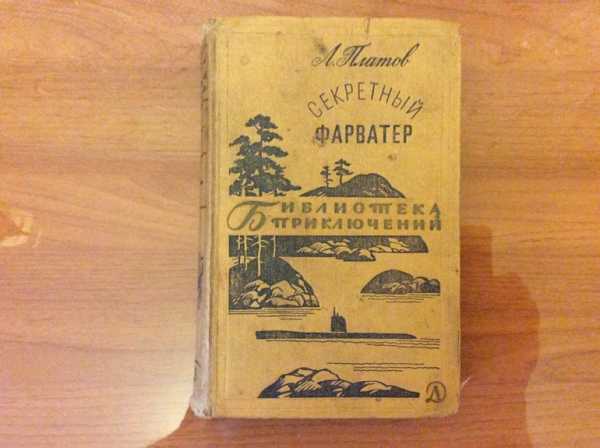 Л. Платов
СЕКРЕТНЫЙ
ФАРВАТЕР
БИБЛИОТЕКА
ПРИКЛЮЧЕНИЙ